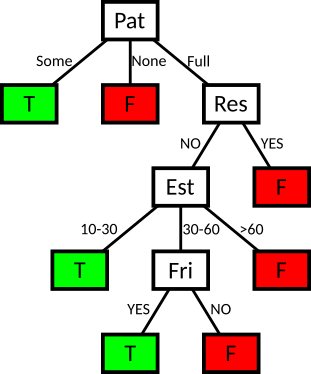 Pat
Some None Full
T F Res
NO YES
Est F
10-30 30-60 >60
T Fri F
YES NO
T F